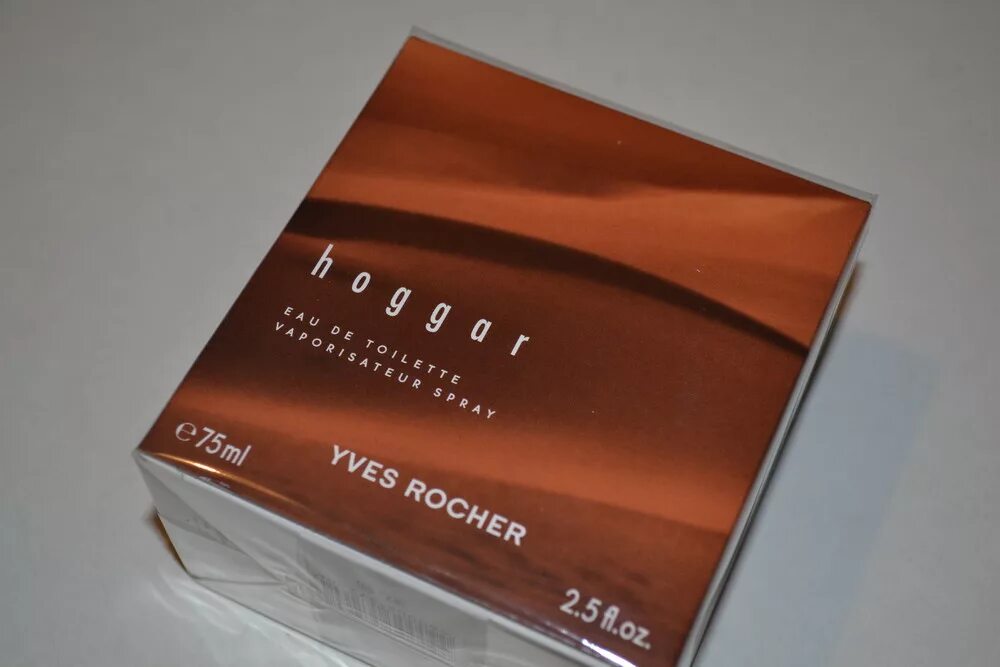 hoggar
EAU DE TOILETTE
VAPORISATEUR SPRAY
℮75ml
YVES ROCHER
2.5 fl.oz.